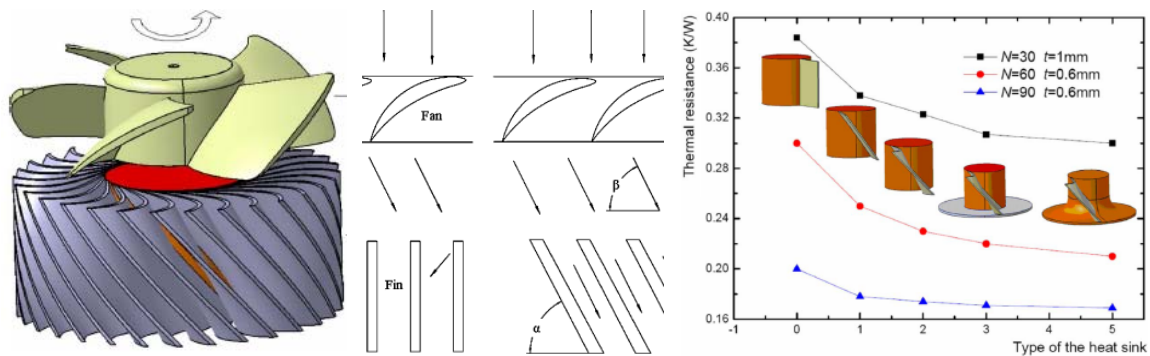 Fan
β
Fin
α
Thermal resistance (K/W)
0.40
0.36
0.32
0.28
0.24
0.20
0.16
N=30 t=1mm
N=60 t=0.6mm
N=90 t=0.6mm
-1 0 1 2 3 4 5
Type of the heat sink